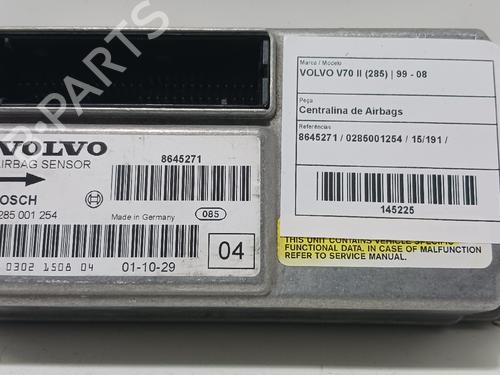 VOLVO
AIRBAG SENSOR
8645271
BOSCH
0285 001 254
Made in Germany
085
0302 1508 04
01-10-29
04
Marca / Modelo
VOLVO V70 II (285) | 99 - 08
Peça
Centralina de Airbags
Referências
8645271 / 0285001254 / 15/191 /
145225
THIS UNIT CONTAINS VEHICLE SPECIFIC
FUNCTIONAL DATA. IN CASE OF MALFUNCTION
REFER TO SERVICE MANUAL.
B-PARTS